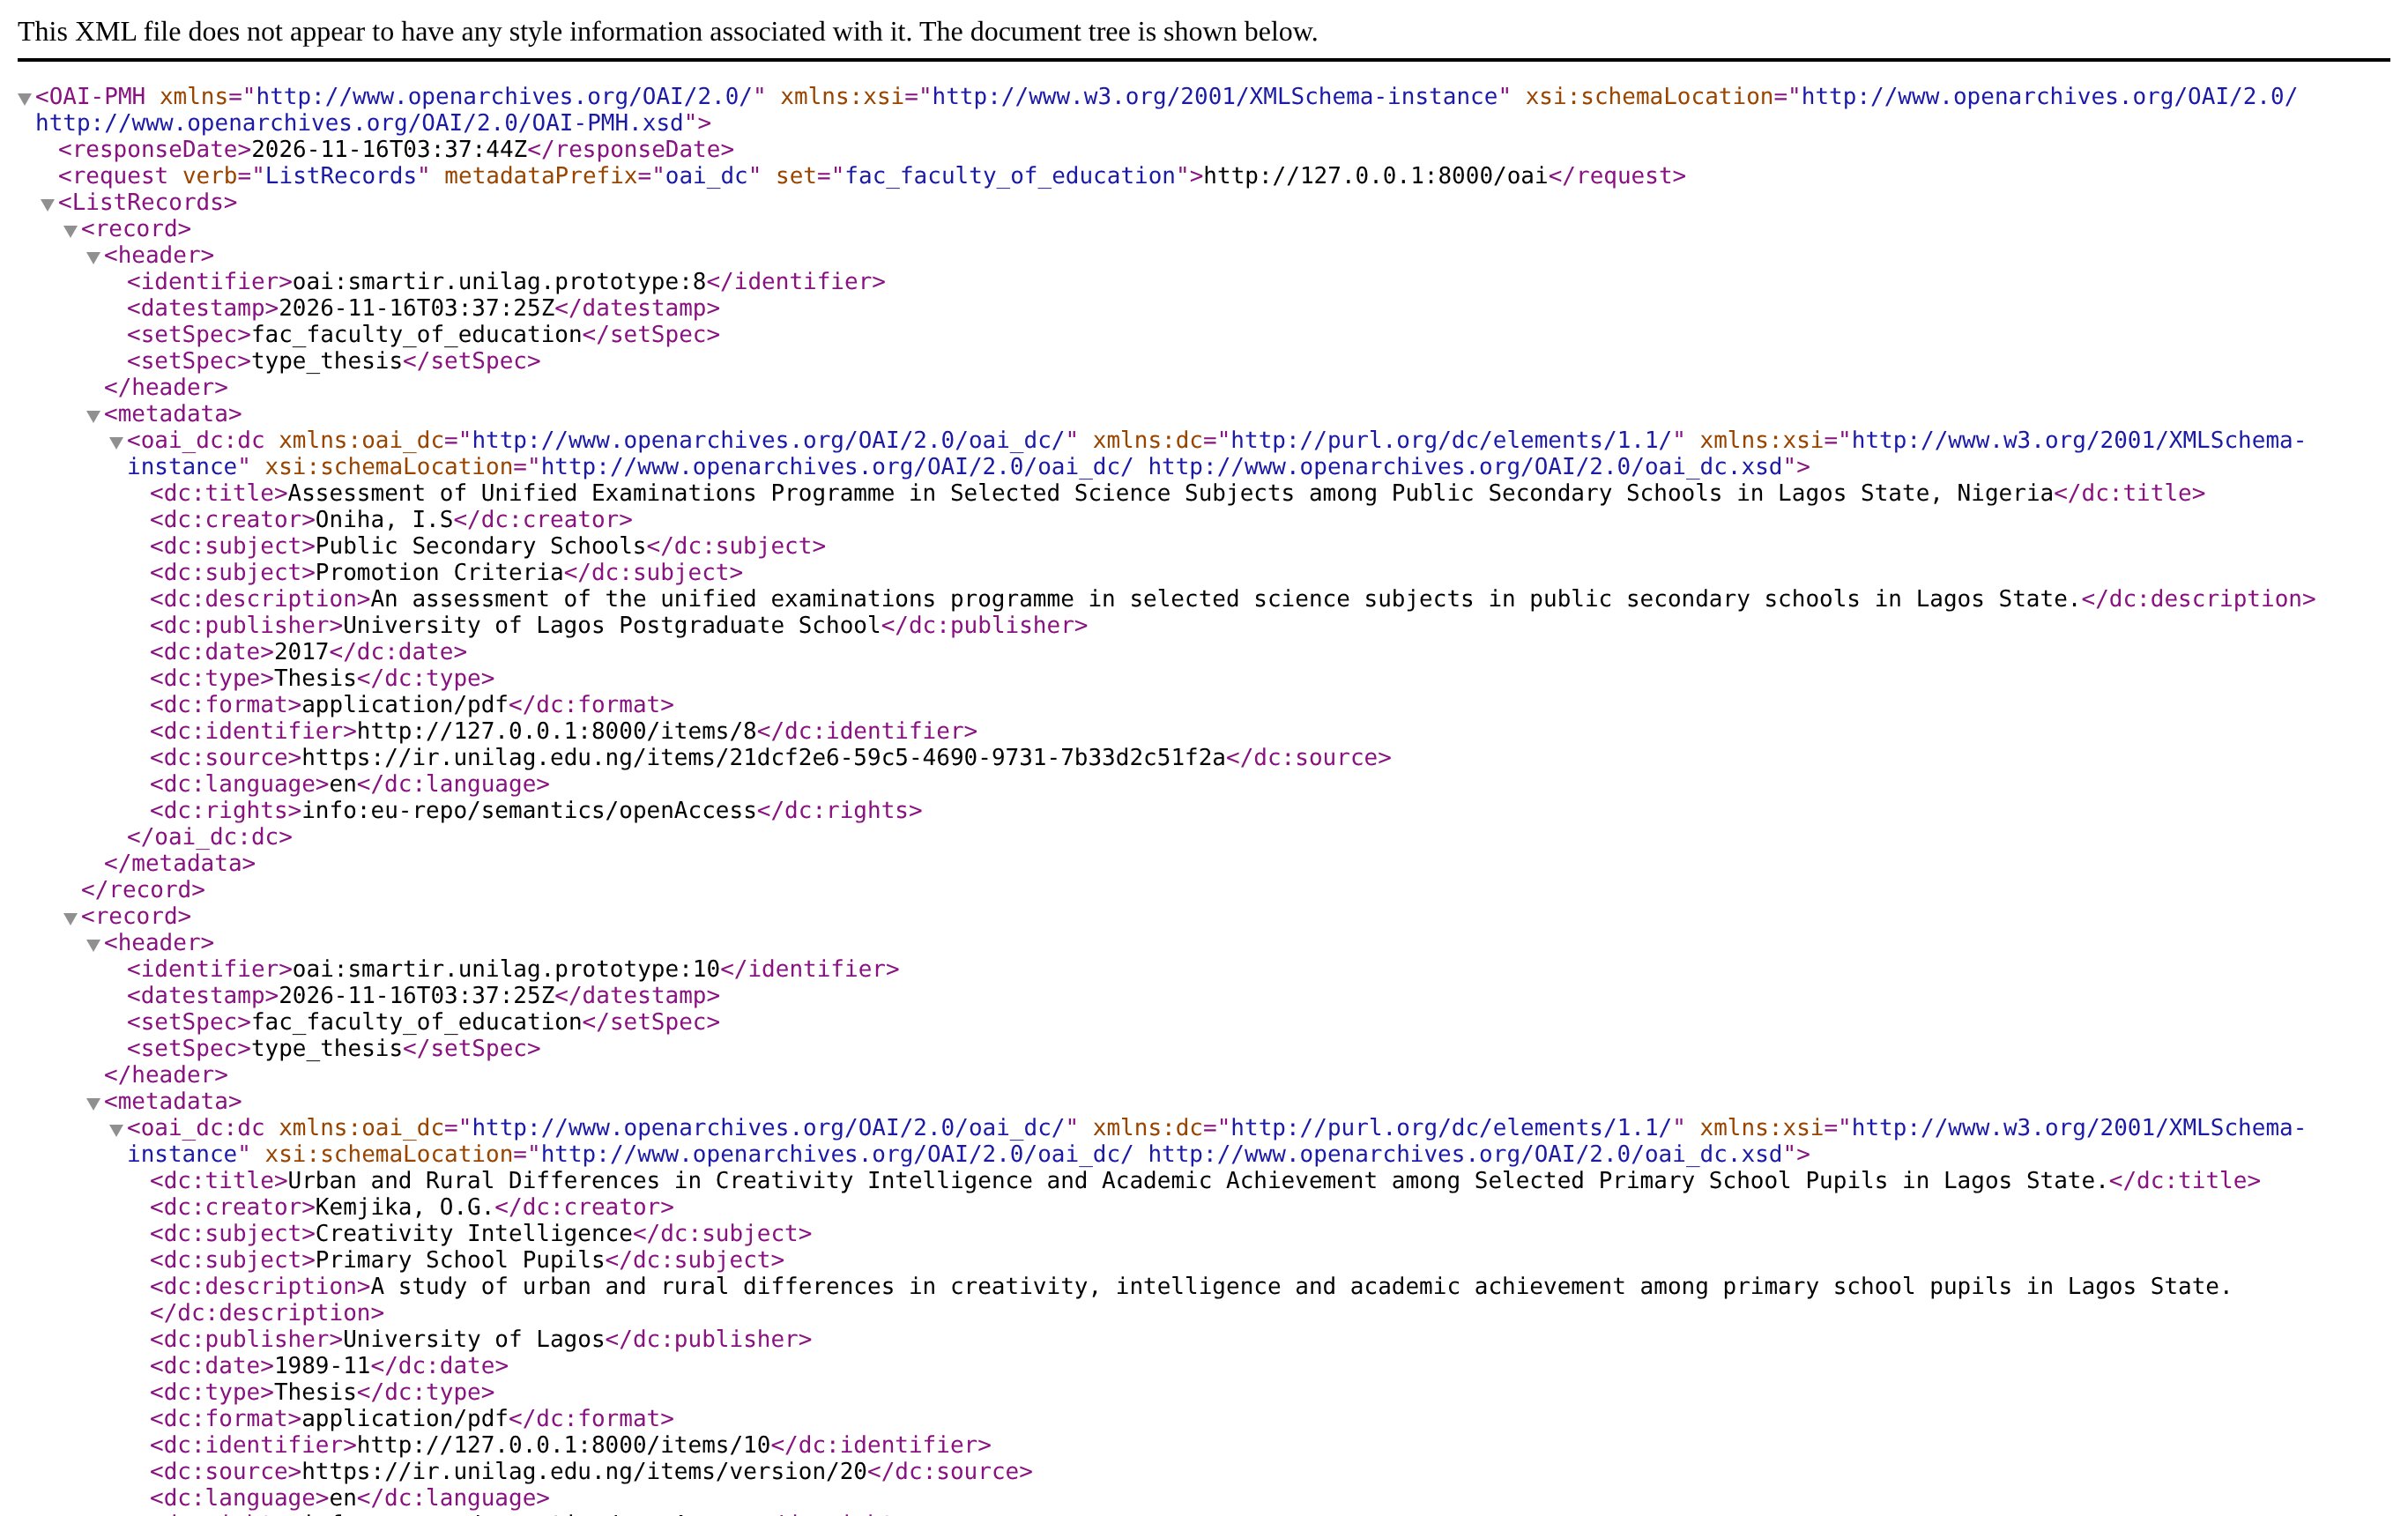 This XML file does not appear to have any style information associated with it. The document tree is shown below.
<OAI-PMH xmlns="http://www.openarchives.org/OAI/2.0/" xmlns:xsi="http://www.w3.org/2001/XMLSchema-instance" xsi:schemaLocation="http://www.openarchives.org/OAI/2.0/
http://www.openarchives.org/OAI/2.0/OAI-PMH.xsd">
<responseDate>2026-11-16T03:37:44Z</responseDate>
<request verb="ListRecords" metadataPrefix="oai_dc" set="fac_faculty_of_education">http://127.0.0.1:8000/oai</request>
<ListRecords>
<record>
<header>
<identifier>oai:smartir.unilag.prototype:8</identifier>
<datestamp>2026-11-16T03:37:25Z</datestamp>
<setSpec>fac_faculty_of_education</setSpec>
<setSpec>type_thesis</setSpec>
</header>
<metadata>
<oai_dc:dc xmlns:oai_dc="http://www.openarchives.org/OAI/2.0/oai_dc/" xmlns:dc="http://purl.org/dc/elements/1.1/" xmlns:xsi="http://www.w3.org/2001/XMLSchema-
instance" xsi:schemaLocation="http://www.openarchives.org/OAI/2.0/oai_dc/ http://www.openarchives.org/OAI/2.0/oai_dc.xsd">
<dc:title>Assessment of Unified Examinations Programme in Selected Science Subjects among Public Secondary Schools in Lagos State, Nigeria</dc:title>
<dc:creator>Oniha, I.S</dc:creator>
<dc:subject>Public Secondary Schools</dc:subject>
<dc:subject>Promotion Criteria</dc:subject>
<dc:description>An assessment of the unified examinations programme in selected science subjects in public secondary schools in Lagos State.</dc:description>
<dc:publisher>University of Lagos Postgraduate School</dc:publisher>
<dc:date>2017</dc:date>
<dc:type>Thesis</dc:type>
<dc:format>application/pdf</dc:format>
<dc:identifier>http://127.0.0.1:8000/items/8</dc:identifier>
<dc:source>https://ir.unilag.edu.ng/items/21dcf2e6-59c5-4690-9731-7b33d2c51f2a</dc:source>
<dc:language>en</dc:language>
<dc:rights>info:eu-repo/semantics/openAccess</dc:rights>
</oai_dc:dc>
</metadata>
</record>
<record>
<header>
<identifier>oai:smartir.unilag.prototype:10</identifier>
<datestamp>2026-11-16T03:37:25Z</datestamp>
<setSpec>fac_faculty_of_education</setSpec>
<setSpec>type_thesis</setSpec>
</header>
<metadata>
<oai_dc:dc xmlns:oai_dc="http://www.openarchives.org/OAI/2.0/oai_dc/" xmlns:dc="http://purl.org/dc/elements/1.1/" xmlns:xsi="http://www.w3.org/2001/XMLSchema-
instance" xsi:schemaLocation="http://www.openarchives.org/OAI/2.0/oai_dc/ http://www.openarchives.org/OAI/2.0/oai_dc.xsd">
<dc:title>Urban and Rural Differences in Creativity Intelligence and Academic Achievement among Selected Primary School Pupils in Lagos State.</dc:title>
<dc:creator>Kemjika, O.G.</dc:creator>
<dc:subject>Creativity Intelligence</dc:subject>
<dc:subject>Primary School Pupils</dc:subject>
<dc:description>A study of urban and rural differences in creativity, intelligence and academic achievement among primary school pupils in Lagos State.
</dc:description>
<dc:publisher>University of Lagos</dc:publisher>
<dc:date>1989-11</dc:date>
<dc:type>Thesis</dc:type>
<dc:format>application/pdf</dc:format>
<dc:identifier>http://127.0.0.1:8000/items/10</dc:identifier>
<dc:source>https://ir.unilag.edu.ng/items/version/20</dc:source>
<dc:language>en</dc:language>